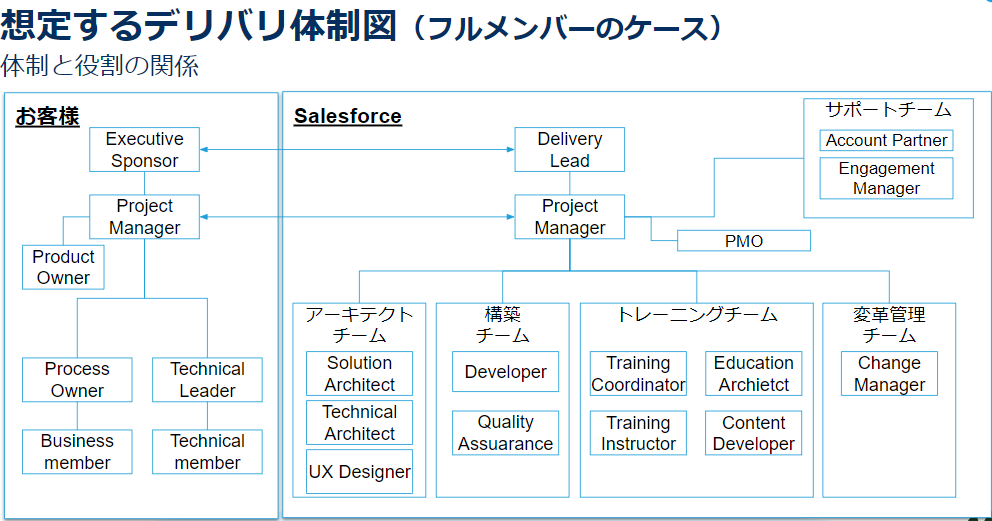 想定するデリバリ体制図（フルメンバーのケース）
体制と役割の関係
お客様
Executive
Sponsor
Project
Manager
Product
Owner
Process
Owner
Technical
Leader
Business
member
Technical
member
Salesforce
Delivery
Lead
Project
Manager
PMO
サポートチーム
Account Partner
Engagement
Manager
アーキテクト
チーム
Solution
Architect
Technical
Architect
UX Designer
構築
チーム
Developer
Quality
Assuarance
トレーニングチーム
Training
Coordinator
Education
Archietct
Training
Instructor
Content
Developer
変革管理
チーム
Change
Manager